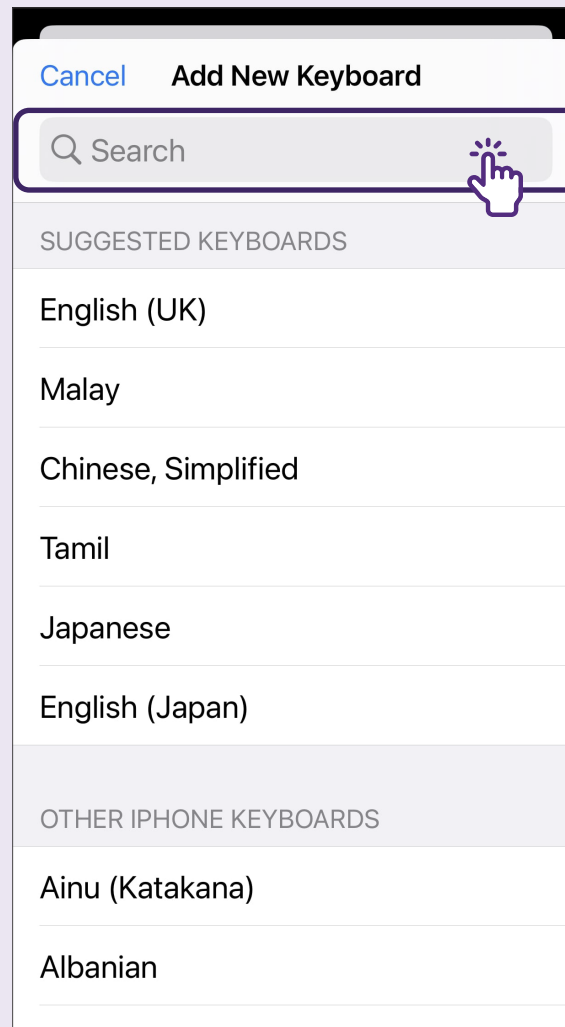 Cancel Add New Keyboard
Search
SUGGESTED KEYBOARDS
English (UK)
Malay
Chinese, Simplified
Tamil
Japanese
English (Japan)
OTHER IPHONE KEYBOARDS
Ainu (Katakana)
Albanian